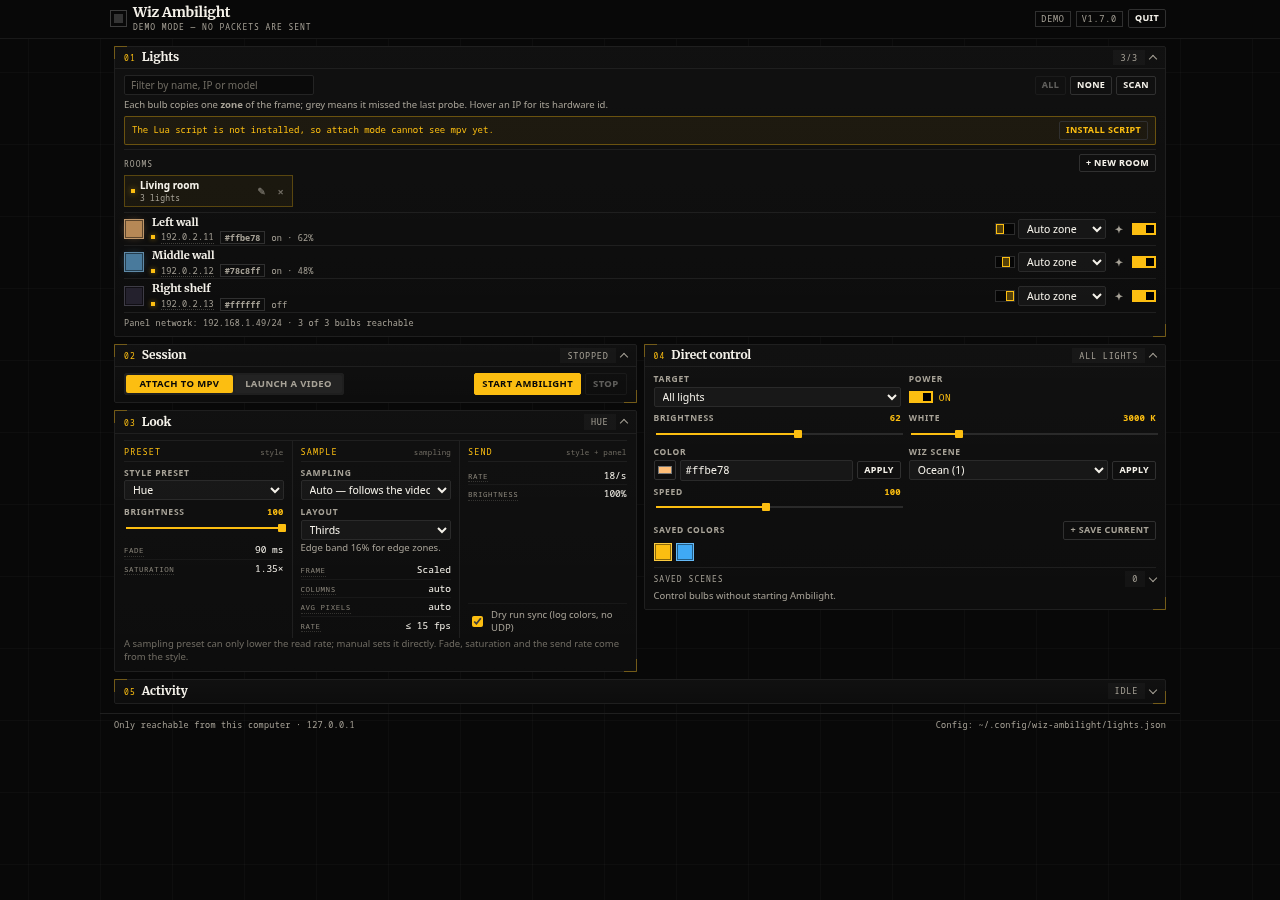 Wiz Ambilight
DEMO MODE — NO PACKETS ARE SENT
DEMO V1.7.0 QUIT
01 Lights 3/3
Filter by name, IP or model ALL NONE SCAN
Each bulb copies one zone of the frame; grey means it missed the last probe. Hover an IP for its hardware id.
The Lua script is not installed, so attach mode cannot see mpv yet. INSTALL SCRIPT
ROOMS + NEW ROOM
Living room ✎ ×
3 lights
Left wall
192.0.2.11 #ffbe78 on · 62% Auto zone
Middle wall
192.0.2.12 #78c8ff on · 48% Auto zone
Right shelf
192.0.2.13 #ffffff off Auto zone
Panel network: 192.168.1.49/24 · 3 of 3 bulbs reachable
02 Session STOPPED
ATTACH TO MPV LAUNCH A VIDEO START AMBILIGHT STOP
03 Look HUE
PRESET style
STYLE PRESET
Hue
BRIGHTNESS 100
FADE 90 ms
SATURATION 1.35×
SAMPLE sampling
SAMPLING
Auto — follows the videc
LAYOUT
Thirds
Edge band 16% for edge zones.
FRAME Scaled
COLUMNS auto
AVG PIXELS auto
RATE ≤ 15 fps
SEND style + panel
RATE 18/s
BRIGHTNESS 100%
Dry run sync (log colors, no
UDP)
A sampling preset can only lower the read rate; manual sets it directly. Fade, saturation and the send rate come
from the style.
04 Direct control ALL LIGHTS
TARGET POWER
All lights ON
BRIGHTNESS 62 WHITE 3000 K
COLOR WIZ SCENE
#ffbe78 APPLY Ocean (1) APPLY
SPEED 100
SAVED COLORS + SAVE CURRENT
SAVED SCENES 0
Control bulbs without starting Ambilight.
05 Activity IDLE
Only reachable from this computer · 127.0.0.1 Config: ~/.config/wiz-ambilight/lights.json